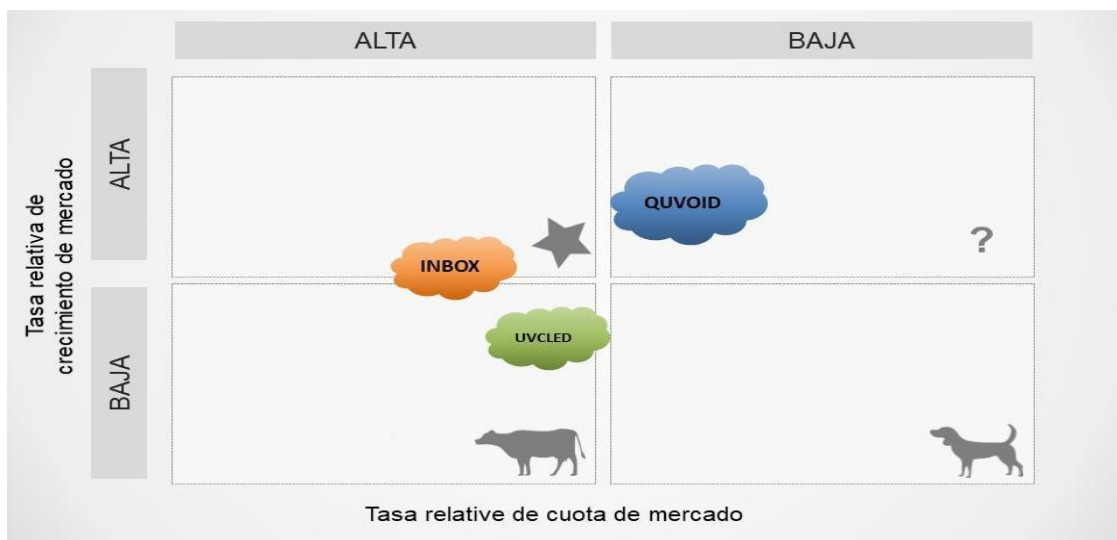 ALTA
BAJA
Tasa relativa de
crecimiento de mercado
ALTA
BAJA
QUVOID
INBOX
?
UVCLED
Tasa relative de cuota de mercado